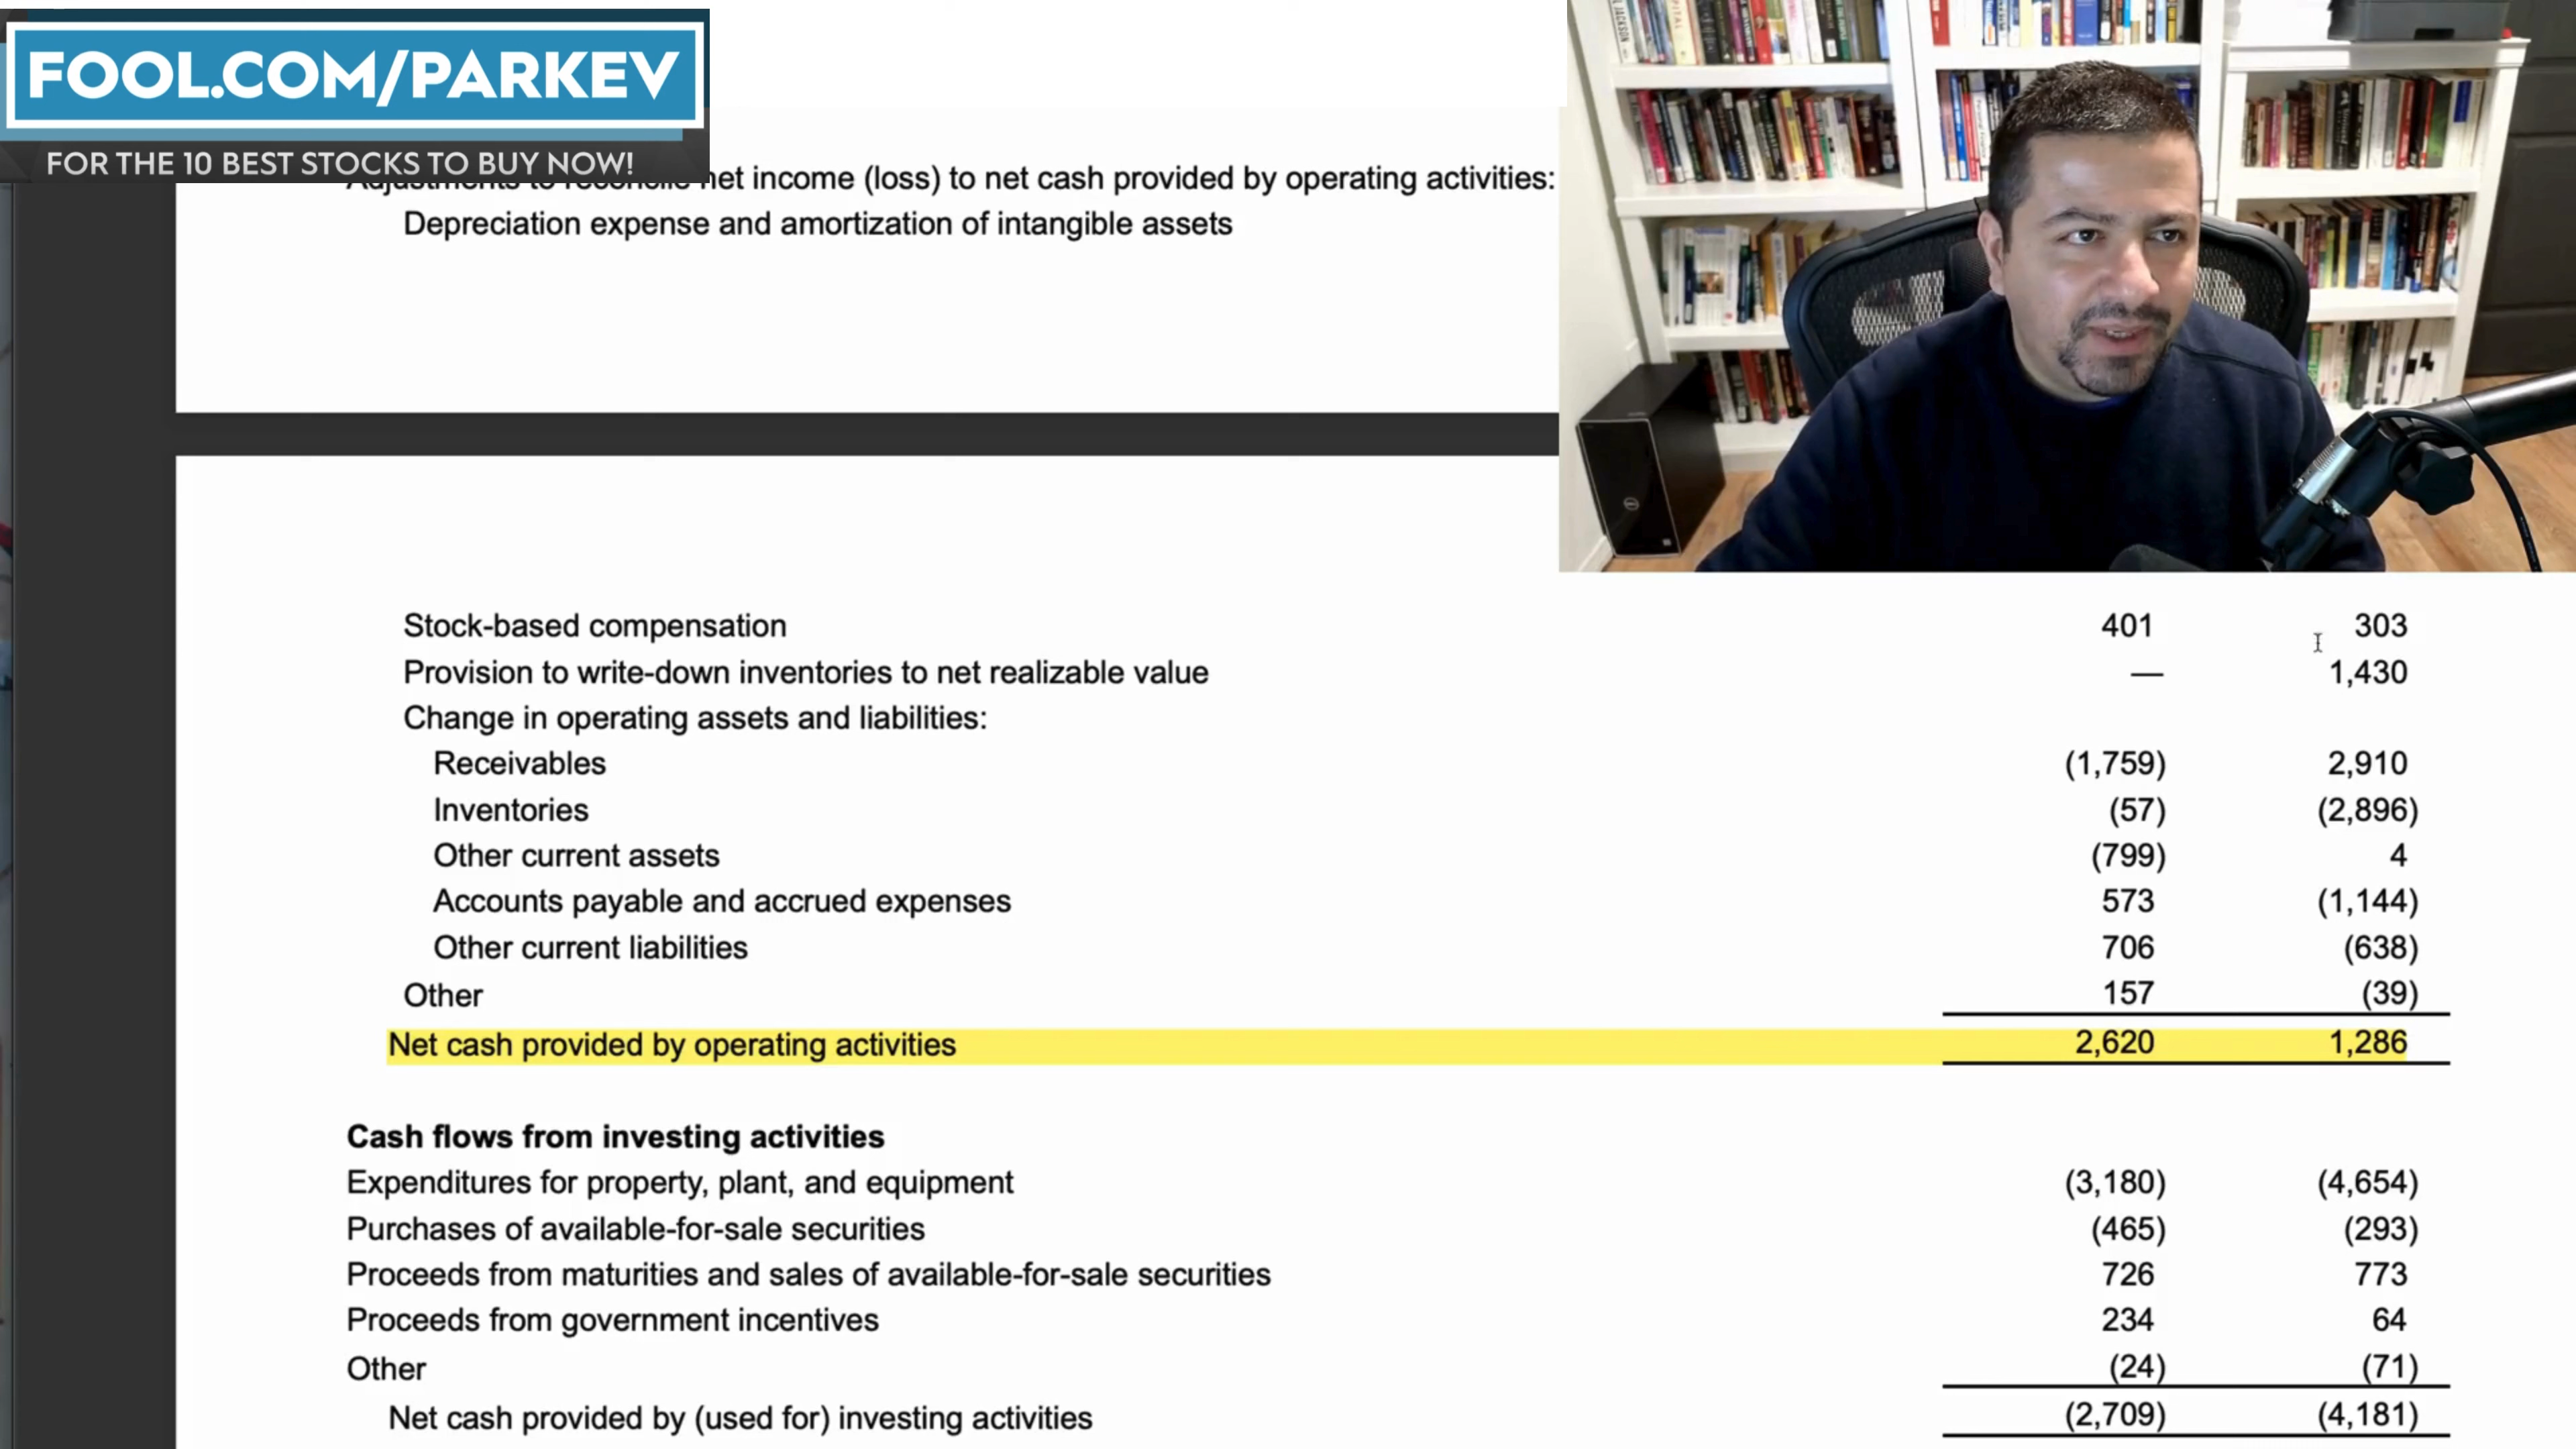 FOOL.COM/PARKEV
FOR THE 10 BEST STOCKS TO BUY NOW!
Adjustments to reconcile net income (loss) to net cash provided by operating activities:
Depreciation expense and amortization of intangible assets
Stock-based compensation 401 303
Provision to write-down inventories to net realizable value — 1,430
Change in operating assets and liabilities:
Receivables (1,759) 2,910
Inventories (57) (2,896)
Other current assets (799) 4
Accounts payable and accrued expenses 573 (1,144)
Other current liabilities 706 (638)
Other 157 (39)
Net cash provided by operating activities 2,620 1,286
Cash flows from investing activities
Expenditures for property, plant, and equipment (3,180) (4,654)
Purchases of available-for-sale securities (465) (293)
Proceeds from maturities and sales of available-for-sale securities 726 773
Proceeds from government incentives 234 64
Other (24) (71)
Net cash provided by (used for) investing activities (2,709) (4,181)